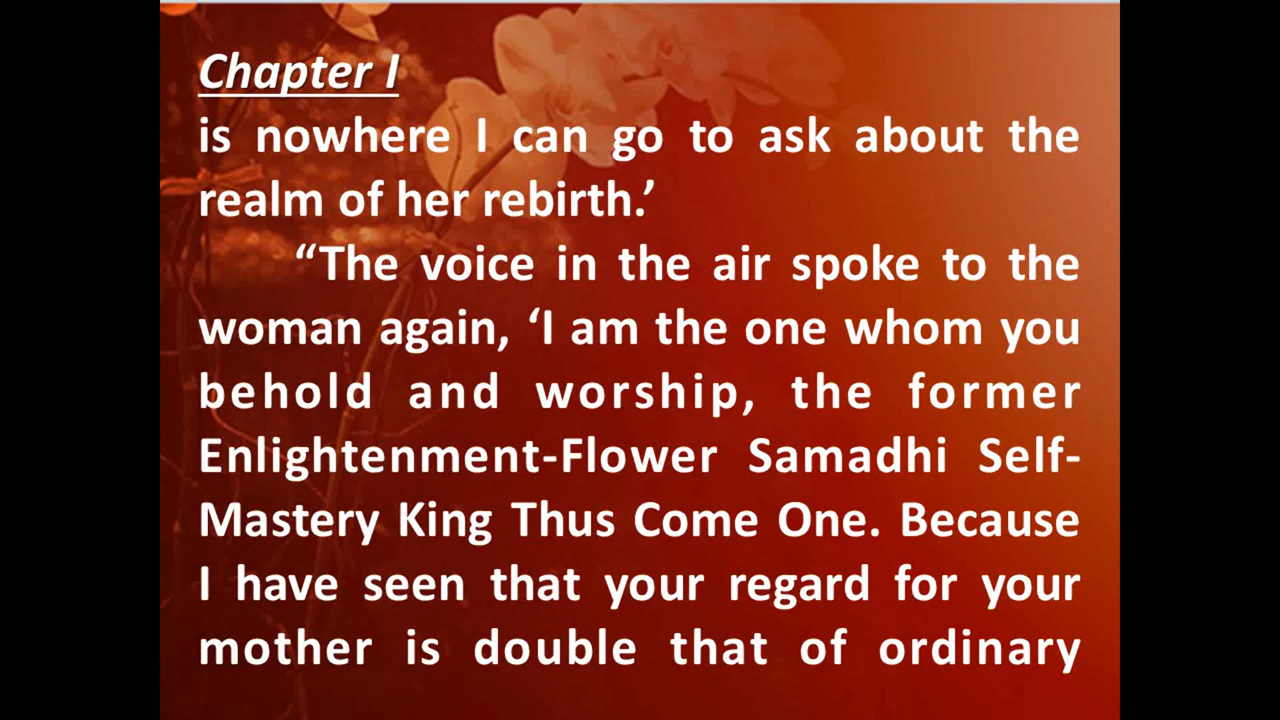 Chapter I
is nowhere I can go to ask about the
realm of her rebirth.’
“The voice in the air spoke to the
woman again, ‘I am the one whom you
behold and worship, the former
Enlightenment-Flower Samadhi Self-
Mastery King Thus Come One. Because
I have seen that your regard for your
mother is double that of ordinary